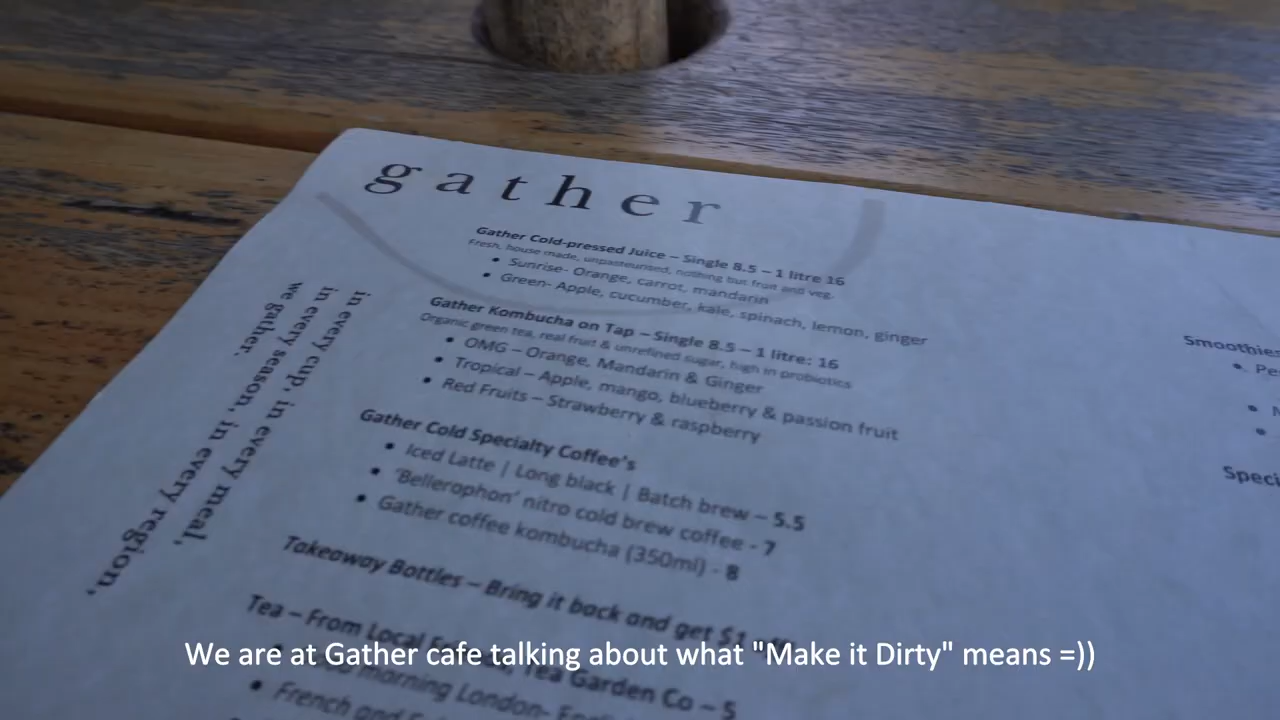 gather
Gather Cold-pressed Juice – Single 8.5 – 1 litre 16
Fresh, house made, unpasteurised, nothing but fruit and veg.
• Sunrise- Orange, carrot, mandarin
• Green- Apple, cucumber, kale, spinach, lemon, ginger
Gather Kombucha on Tap – Single 8.5 – 1 litre: 16
Organic green tea, real fruit & unrefined sugar, high in probiotics
• OMG – Orange, Mandarin & Ginger
• Tropical – Apple, mango, blueberry & passion fruit
• Red Fruits – Strawberry & raspberry
Gather Cold Specialty Coffee's
• Iced Latte | Long black | Batch brew – 5.5
• 'Bellerophon' nitro cold brew coffee - 7
• Gather coffee kombucha (350ml) - 8
Takeaway Bottles – Bring it back and get $1
Tea – From Local Tea Garden Co – 5
morning London-
• French
in every cup, in every meal,
in every season, in every region,
we gather.
Smoothies
We are at Gather cafe talking about what "Make it Dirty" means =))